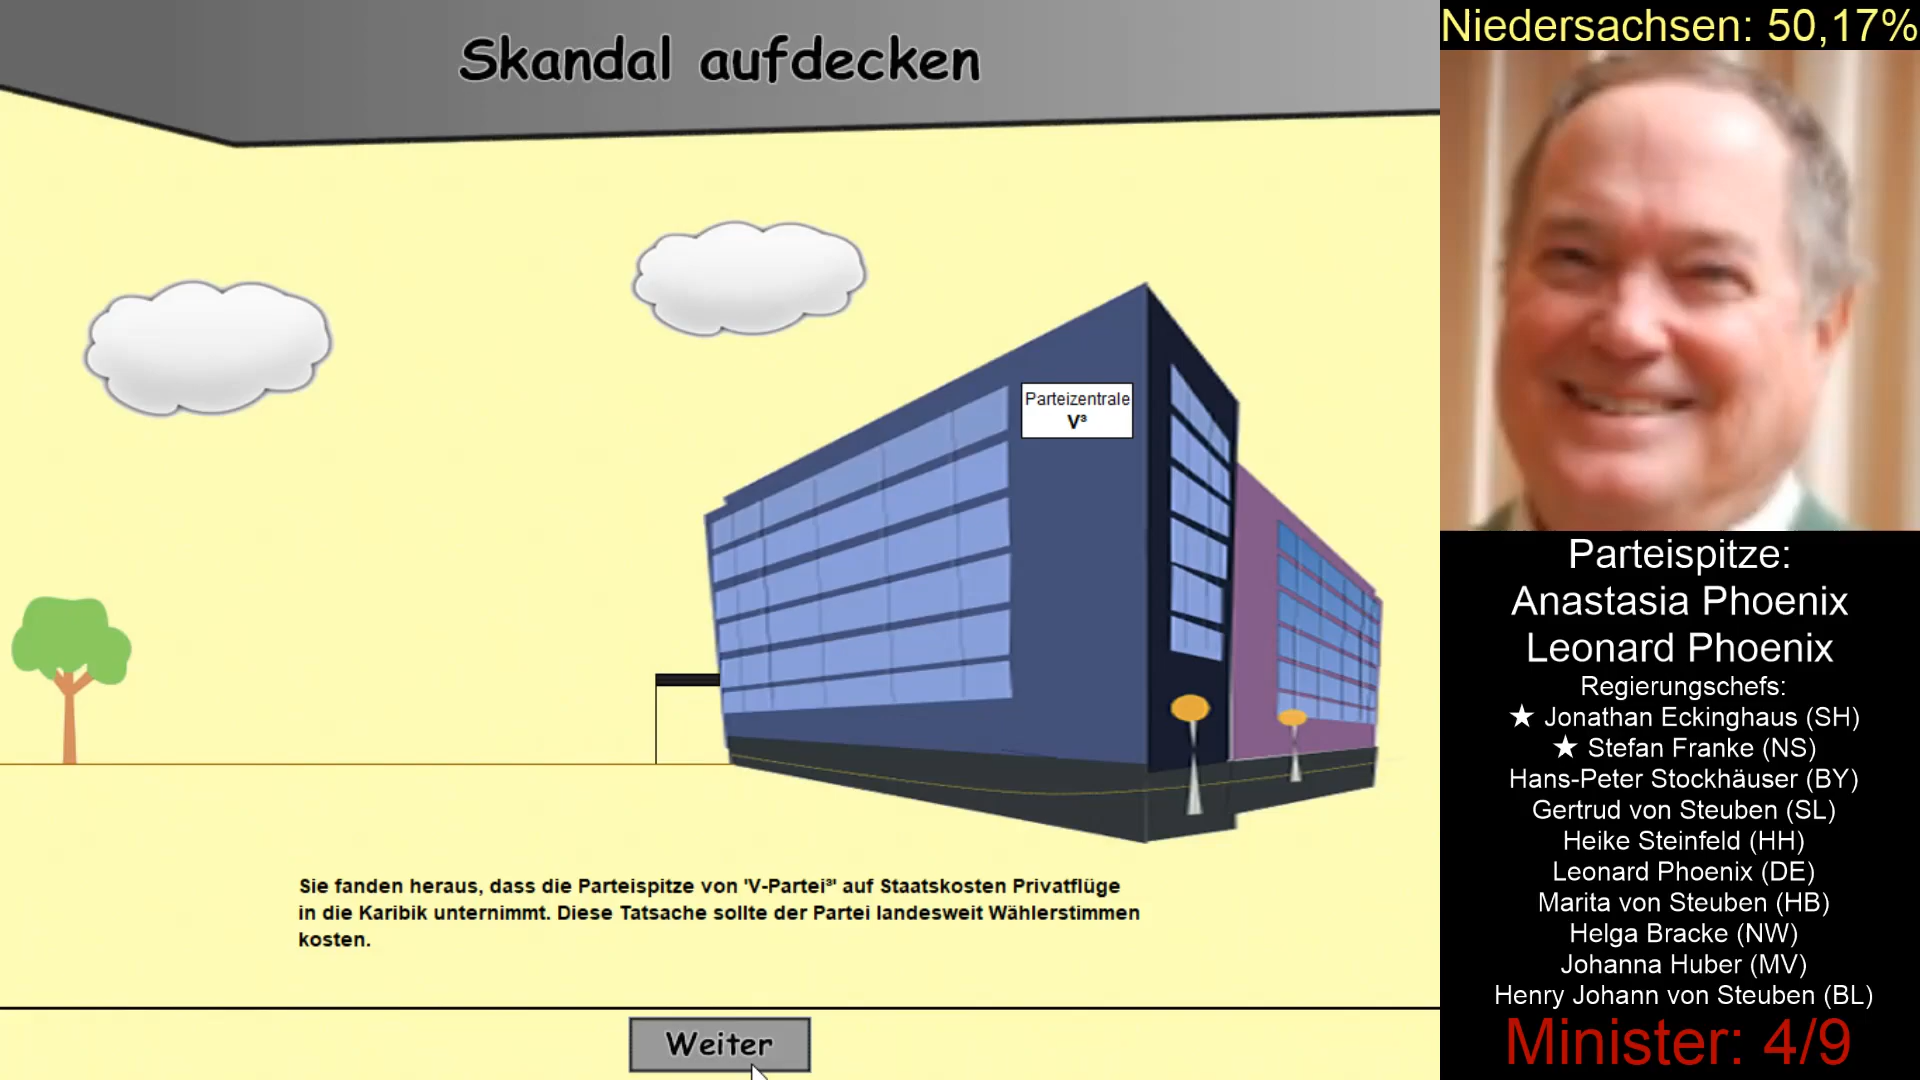 Skandal aufdecken
Niedersachsen: 50,17%
Parteizentrale
V³
Sie fanden heraus, dass die Parteispitze von 'V-Partei³' auf Staatskosten Privatflüge
in die Karibik unternimmt. Diese Tatsache sollte der Partei landesweit Wählerstimmen
kosten.
Weiter
Parteispitze:
Anastasia Phoenix
Leonard Phoenix
Regierungschefs:
★ Jonathan Eckinghaus (SH)
★ Stefan Franke (NS)
Hans-Peter Stockhäuser (BY)
Gertrud von Steuben (SL)
Heike Steinfeld (HH)
Leonard Phoenix (DE)
Marita von Steuben (HB)
Helga Bracke (NW)
Johanna Huber (MV)
Henry Johann von Steuben (BL)
Minister: 4/9